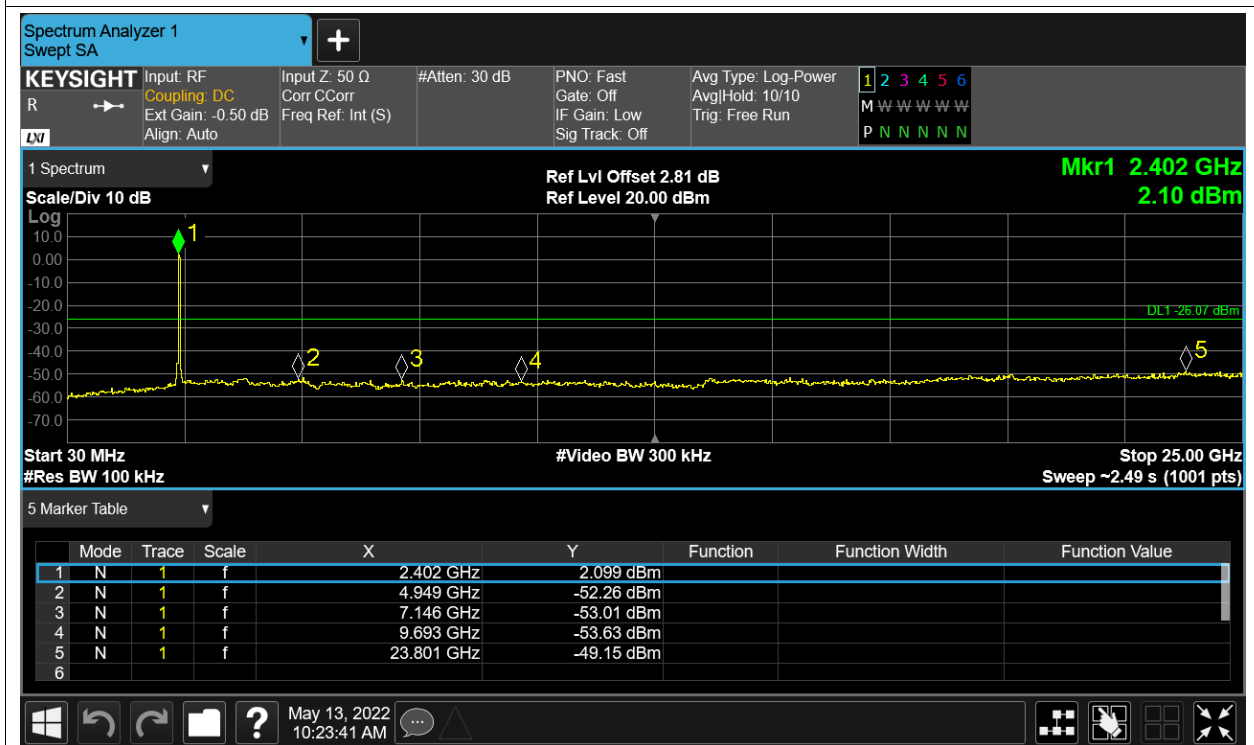 Spectrum Analyzer 1
Swept SA
+
KEYSIGHT Input: RF Input Z: 50 Ω #Atten: 30 dB PNO: Fast Avg Type: Log-Power 1 2 3 4 5 6
R Coupling: DC Corr CCorr Gate: Off Avg|Hold: 10/10 M W W W W W W
Ext Gain: -0.50 dB Freq Ref: Int (S) IF Gain: Low Trig: Free Run
LXI Align: Auto Sig Track: Off P N N N N N N
1 Spectrum Ref Lvl Offset 2.81 dB Mkr1 2.402 GHz
Scale/Div 10 dB Ref Level 20.00 dBm 2.10 dBm
Log
10.0 1
0.00
-10.0
-20.0 DL1 -26.07 dBm
-30.0
-40.0 2 3 4 5
-50.0
-60.0
-70.0
Start 30 MHz #Video BW 300 kHz Stop 25.00 GHz
#Res BW 100 kHz Sweep ~2.49 s (1001 pts)
5 Marker Table
Mode Trace Scale X Y Function Function Width Function Value
1 N 1 f 2.402 GHz 2.099 dBm
2 N 1 f 4.949 GHz -52.26 dBm
3 N 1 f 7.146 GHz -53.01 dBm
4 N 1 f 9.693 GHz -53.63 dBm
5 N 1 f 23.801 GHz -49.15 dBm
6
? May 13, 2022
10:23:41 AM